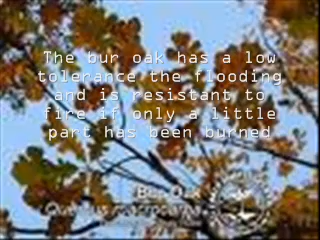 The bur oak has a low
tolerance the flooding
and is resistant to
fire if only a little
part has been burned
Bur Oak
Quercus macrocarpa